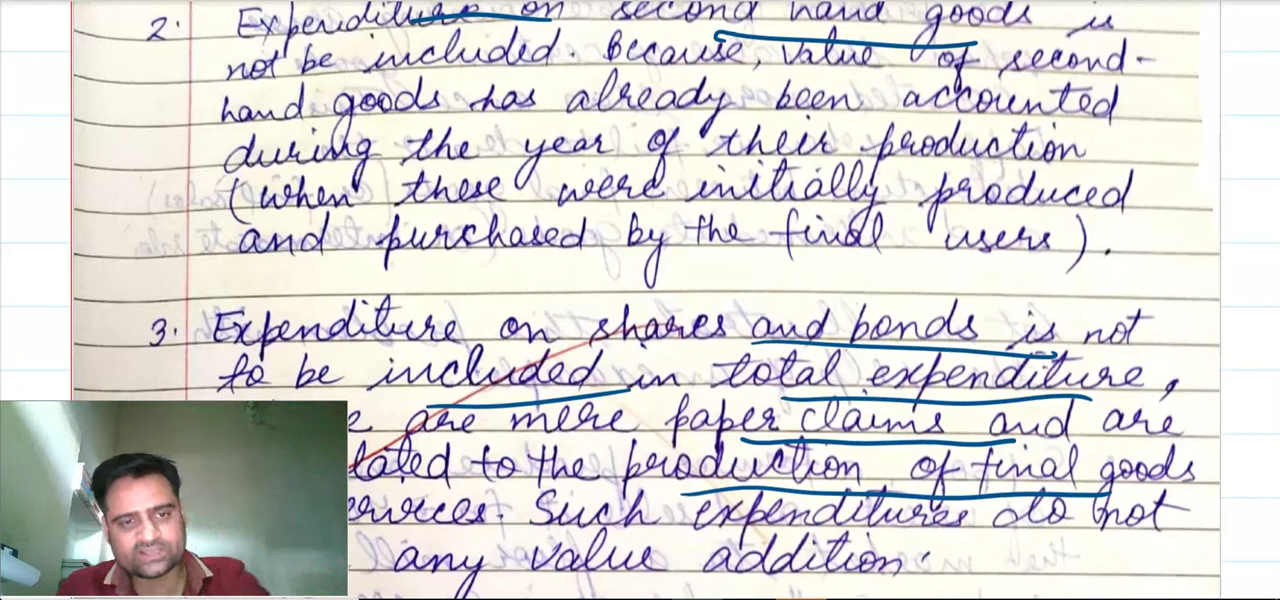 2. Expenditure on second hand goods is
not be included. Because, value of second-
hand goods has already been accounted
during the year of their production
(when these were initially produced
and purchased by the final users).
3. Expenditure on shares and bonds is not
to be included in total expenditure,
are mere paper claims and are
to the production of final goods
Such expenditures do not
any value addition.